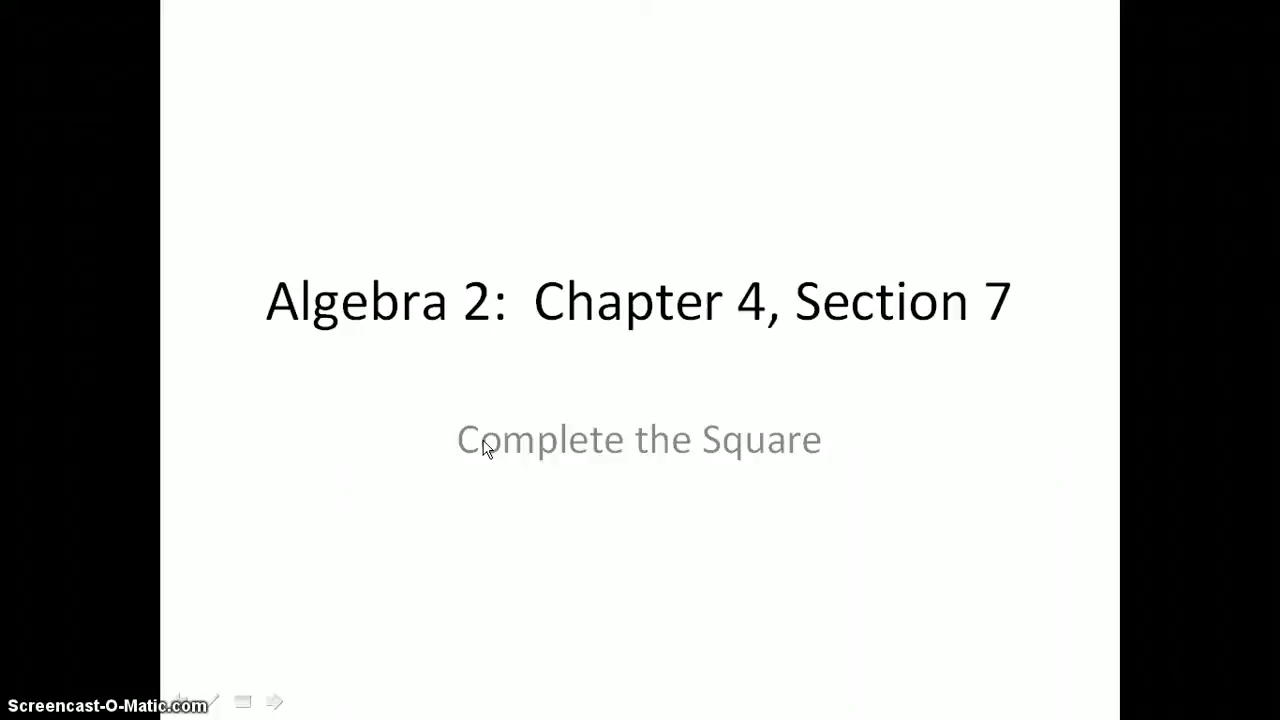 Algebra 2:  Chapter 4, Section 7
Complete the Square
Screencast-O-Matic.com